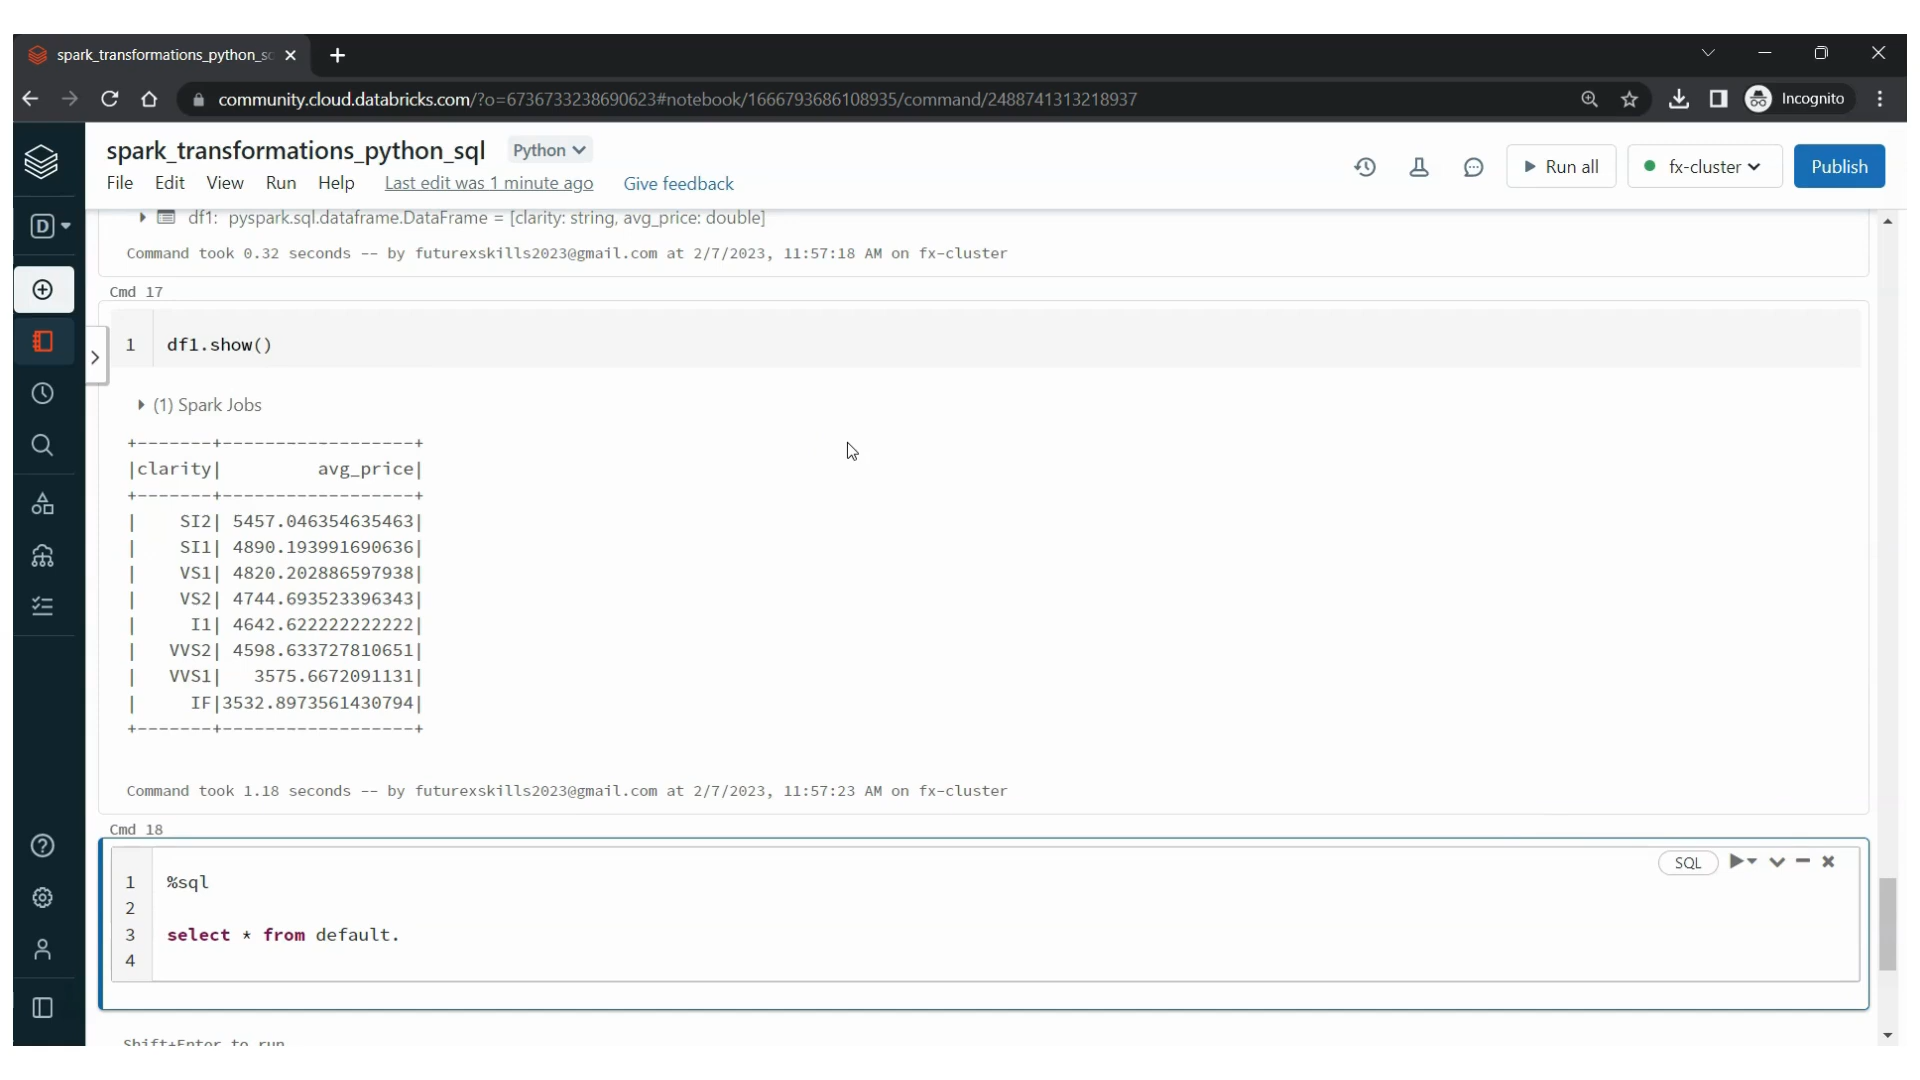 spark_transformations_python_sc
community.cloud.databricks.com/?o=6736733238690623#notebook/1666793686108935/command/2488741313218937
Incognito
spark_transformations_python_sql
Python
File Edit View Run Help Last edit was 1 minute ago Give feedback
Run all
fx-cluster
Publish
D
df1: pyspark.sql.dataframe.DataFrame = [clarity: string, avg_price: double]
Command took 0.32 seconds -- by futurexskills2023@gmail.com at 2/7/2023, 11:57:18 AM on fx-cluster
Cmd 17
1 df1.show()
(1) Spark Jobs
+-------+------------------+
|clarity|         avg_price|
+-------+------------------+
|    SI2| 5457.046354635463|
|    SI1| 4890.193991690636|
|    VS1| 4820.202886597938|
|    VS2| 4744.693523396343|
|     I1| 4642.622222222222|
|   VVS2| 4598.633727810651|
|   VVS1|   3575.6672091131|
|     IF|3532.8973561430794|
+-------+------------------+
Command took 1.18 seconds -- by futurexskills2023@gmail.com at 2/7/2023, 11:57:23 AM on fx-cluster
Cmd 18
SQL
1 %sql
2
3 select * from default.
4
Shift+Enter to run